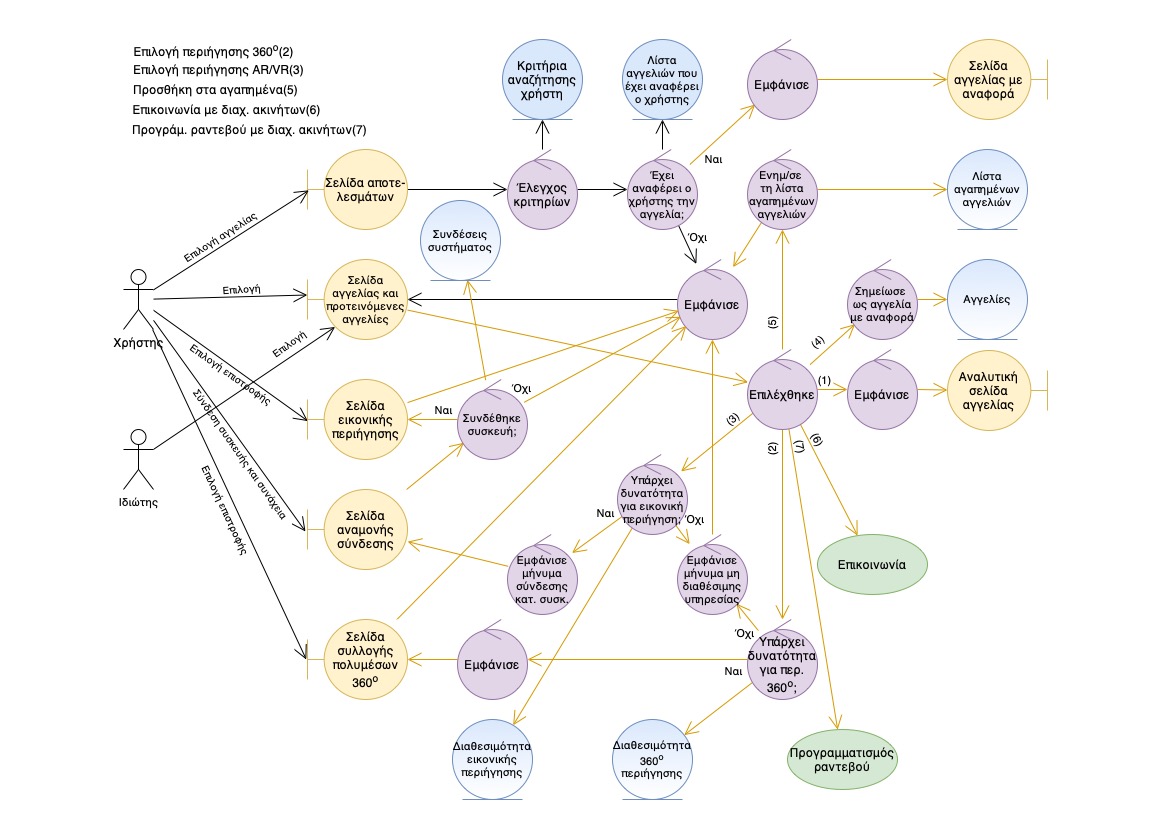 Επιλογή περιήγησης 360º(2)
Επιλογή περιήγησης AR/VR(3)
Προσθήκη στα αγαπημένα(5)
Επικοινωνία με διαχ. ακινήτων(6)
Προγράμ. ραντεβού με διαχ. ακινήτων(7)
Κριτήρια
αναζήτησης
χρήστη
Λίστα
αγγελιών που
έχει αναφέρει
ο χρήστης
Εμφάνισε
Σελίδα
αγγελίας με
αναφορά
Ναι
Σελίδα αποτε-
λεσμάτων
Έλεγχος
κριτηρίων
Έχει
αναφέρει ο
χρήστης την
αγγελία;
Ενημ/σε
τη λίστα
αγαπημένων
αγγελιών
Λίστα
αγαπημένων
αγγελιών
Επιλογή αγγελίας
Συνδέσεις
συστήματος
Όχι
Επιλογή
Σελίδα
αγγελίας και
προτεινόμενες
αγγελίες
Εμφάνισε
Σημείωσε
ως αγγελία
με αναφορά
Αγγελίες
Χρήστης
Επιλογή
(5)
(4)
Επιλογή επιστροφής
Όχι
Ναι
Σελίδα
εικονικής
περιήγησης
Συνδέθηκε
συσκευή;
Επιλέχθηκε
(1)
Εμφάνισε
Αναλυτική
σελίδα
αγγελίας
(3)
(2)
(7)
(6)
Σύνδεση συσκευής και συνάχεια
Ιδιώτης
Επιλογή επιστροφής
Υπάρχει
δυνατότητα
για εικονική
περιήγηση;
Ναι
Όχι
Σελίδα
αναμονής
σύνδεσης
Εμφάνισε
μήνυμα
σύνδεσης
κατ. συσκ.
Εμφάνισε
μήνυμα μη
διαθέσιμης
υπηρεσίας
Επικοινωνία
Όχι
Σελίδα
συλλογής
πολυμέσων
360º
Εμφάνισε
Ναι
Υπάρχει
δυνατότητα
για περ.
360º;
Διαθεσιμότητα
εικονικής
περιήγησης
Διαθεσιμότητα
360º
περιήγησης
Προγραμματισμός
ραντεβού